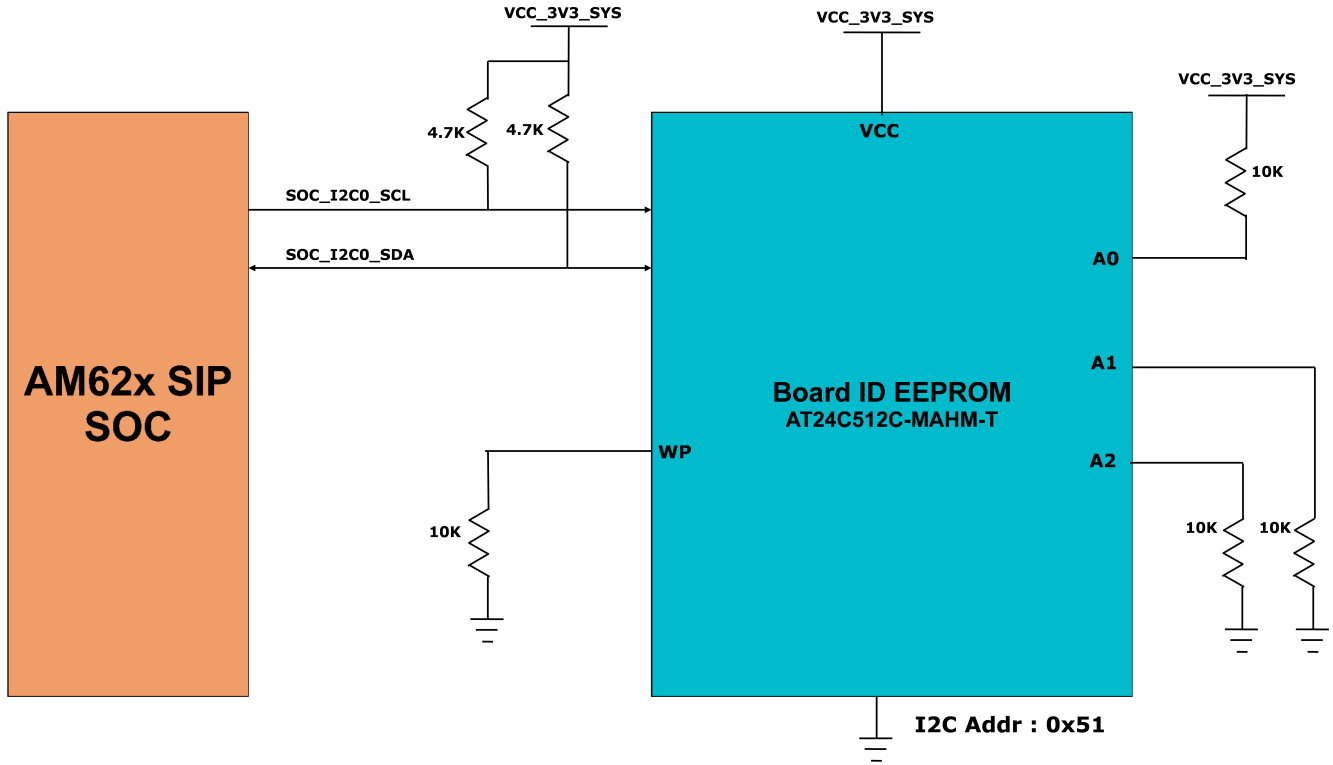 VCC_3V3_SYS
VCC_3V3_SYS
VCC_3V3_SYS
4.7K
4.7K
VCC
10K
SOC_I2C0_SCL
SOC_I2C0_SDA
A0
A1
AM62x SIP
SOC
Board ID EEPROM
AT24C512C-MAHM-T
WP
A2
10K
10K
10K
I2C Addr : 0x51